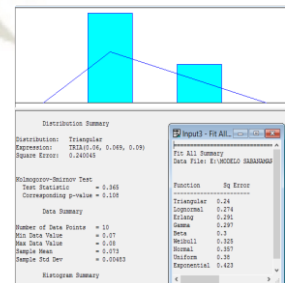 Distribution Summary
Distribution: Triangular
Expression: TRIA(0.06, 0.069, 0.09)
Square Error: 0.240065
Kolmogorov-Smirnov Test
Test Statistic = 0.365
Corresponding p-value = 0.108
Data Summary
Number of Data Points = 10
Min Data Value = 0.07
Max Data Value = 0.08
Sample Mean = 0.073
Sample Std Dev = 0.00483
Histogram Summary
Input3 - Fit All...
Fit All Summary
Data File: E:\MODELO SABANAMAR
Function Sq Error
Triangular 0.24
Lognormal 0.274
Erlang 0.291
Gamma 0.297
Beta 0.3
Weibull 0.325
Normal 0.357
Uniform 0.38
Exponential 0.423